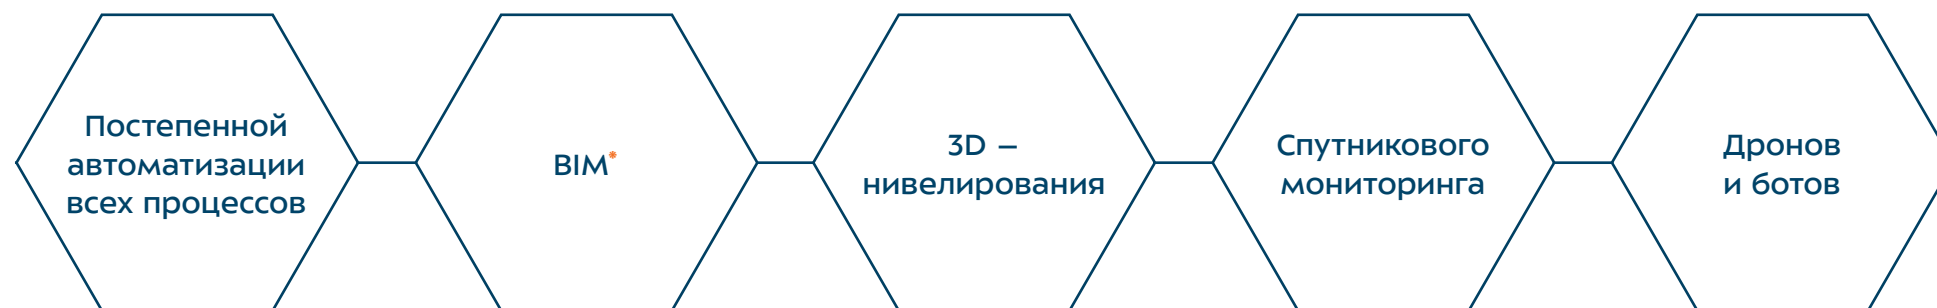 Постепенной
автоматизации
всех процессов
BIM*
3D –
нивелирования
Спутникового
мониторинга
Дронов
и ботов